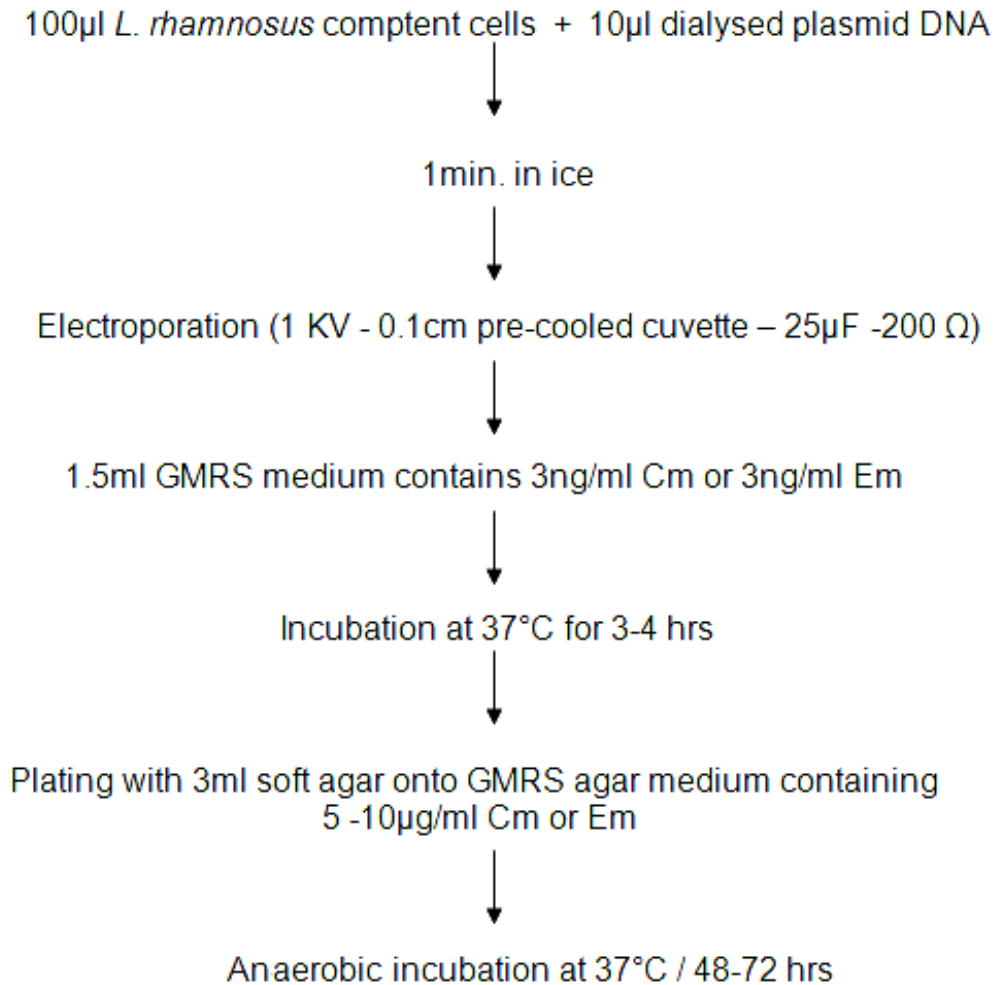 100µl L. rhamnosus comptent cells + 10µl dialysed plasmid DNA
1min. in ice
Electroporation (1 KV - 0.1cm pre-cooled cuvette – 25µF -200 Ω)
1.5ml GMRS medium contains 3ng/ml Cm or 3ng/ml Em
Incubation at 37°C for 3-4 hrs
Plating with 3ml soft agar onto GMRS agar medium containing
5 -10µg/ml Cm or Em
Anaerobic incubation at 37°C / 48-72 hrs